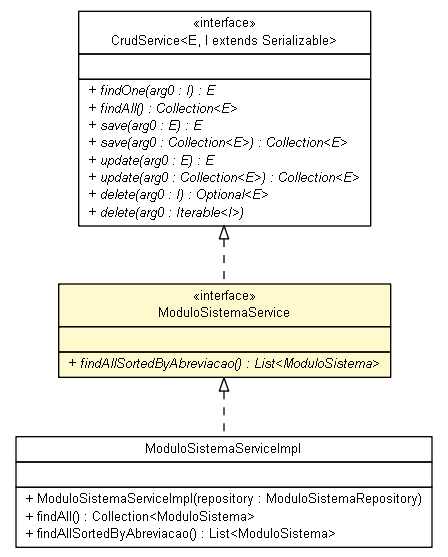 «interface»
CrudService<E, I extends Serializable>
+ findOne(arg0 : I) : E
+ findAll() : Collection<E>
+ save(arg0 : E) : E
+ save(arg0 : Collection<E>) : Collection<E>
+ update(arg0 : E) : E
+ update(arg0 : Collection<E>) : Collection<E>
+ delete(arg0 : I) : Optional<E>
+ delete(arg0 : Iterable<I>)
«interface»
ModuloSistemaService
+ findAllSortedByAbreviacao() : List<ModuloSistema>
ModuloSistemaServiceImpl
+ ModuloSistemaServiceImpl(repository : ModuloSistemaRepository)
+ findAll() : Collection<ModuloSistema>
+ findAllSortedByAbreviacao() : List<ModuloSistema>